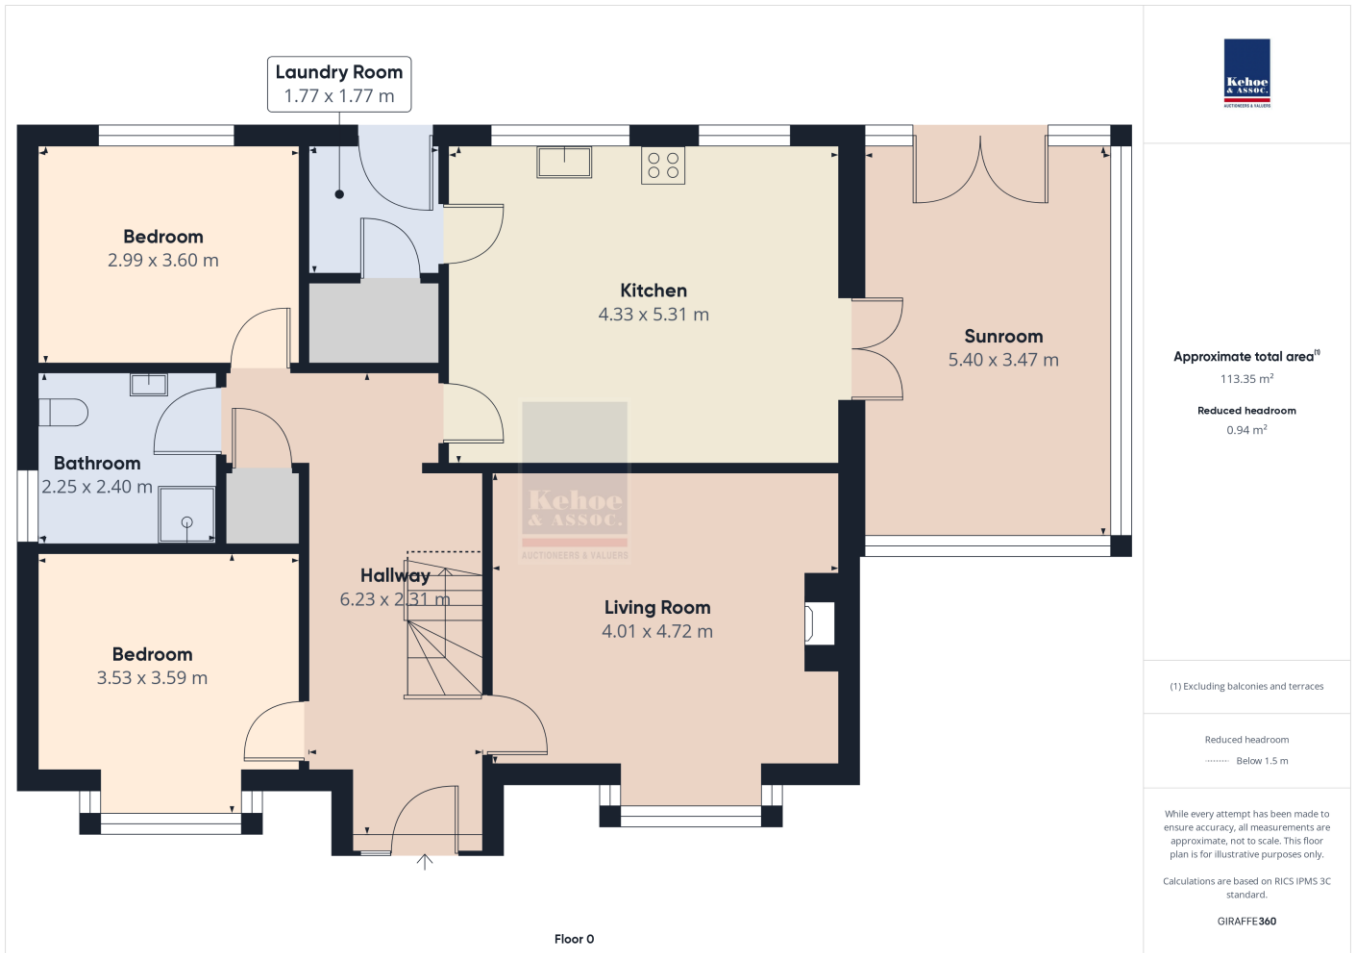 Laundry Room
1.77 x 1.77 m
Bedroom
2.99 x 3.60 m
Kitchen
4.33 x 5.31 m
Sunroom
5.40 x 3.47 m
Bathroom
2.25 x 2.40 m
Kehoe
& ASSOC.
AUCTIONEERS & VALUERS
Hallway
6.23 x 2.31 m
Living Room
4.01 x 4.72 m
Bedroom
3.53 x 3.59 m
Floor 0
Kehoe
& ASSOC.
AUCTIONEERS & VALUERS
Approximate total area(1)
113.35 m²
Reduced headroom
0.94 m²
(1) Excluding balconies and terraces
Reduced headroom
Below 1.5 m
While every attempt has been made to
ensure accuracy, all measurements are
approximate, not to scale. This floor
plan is for illustrative purposes only.
Calculations are based on RICS IPMS 3C
standard.
GIRAFFE360